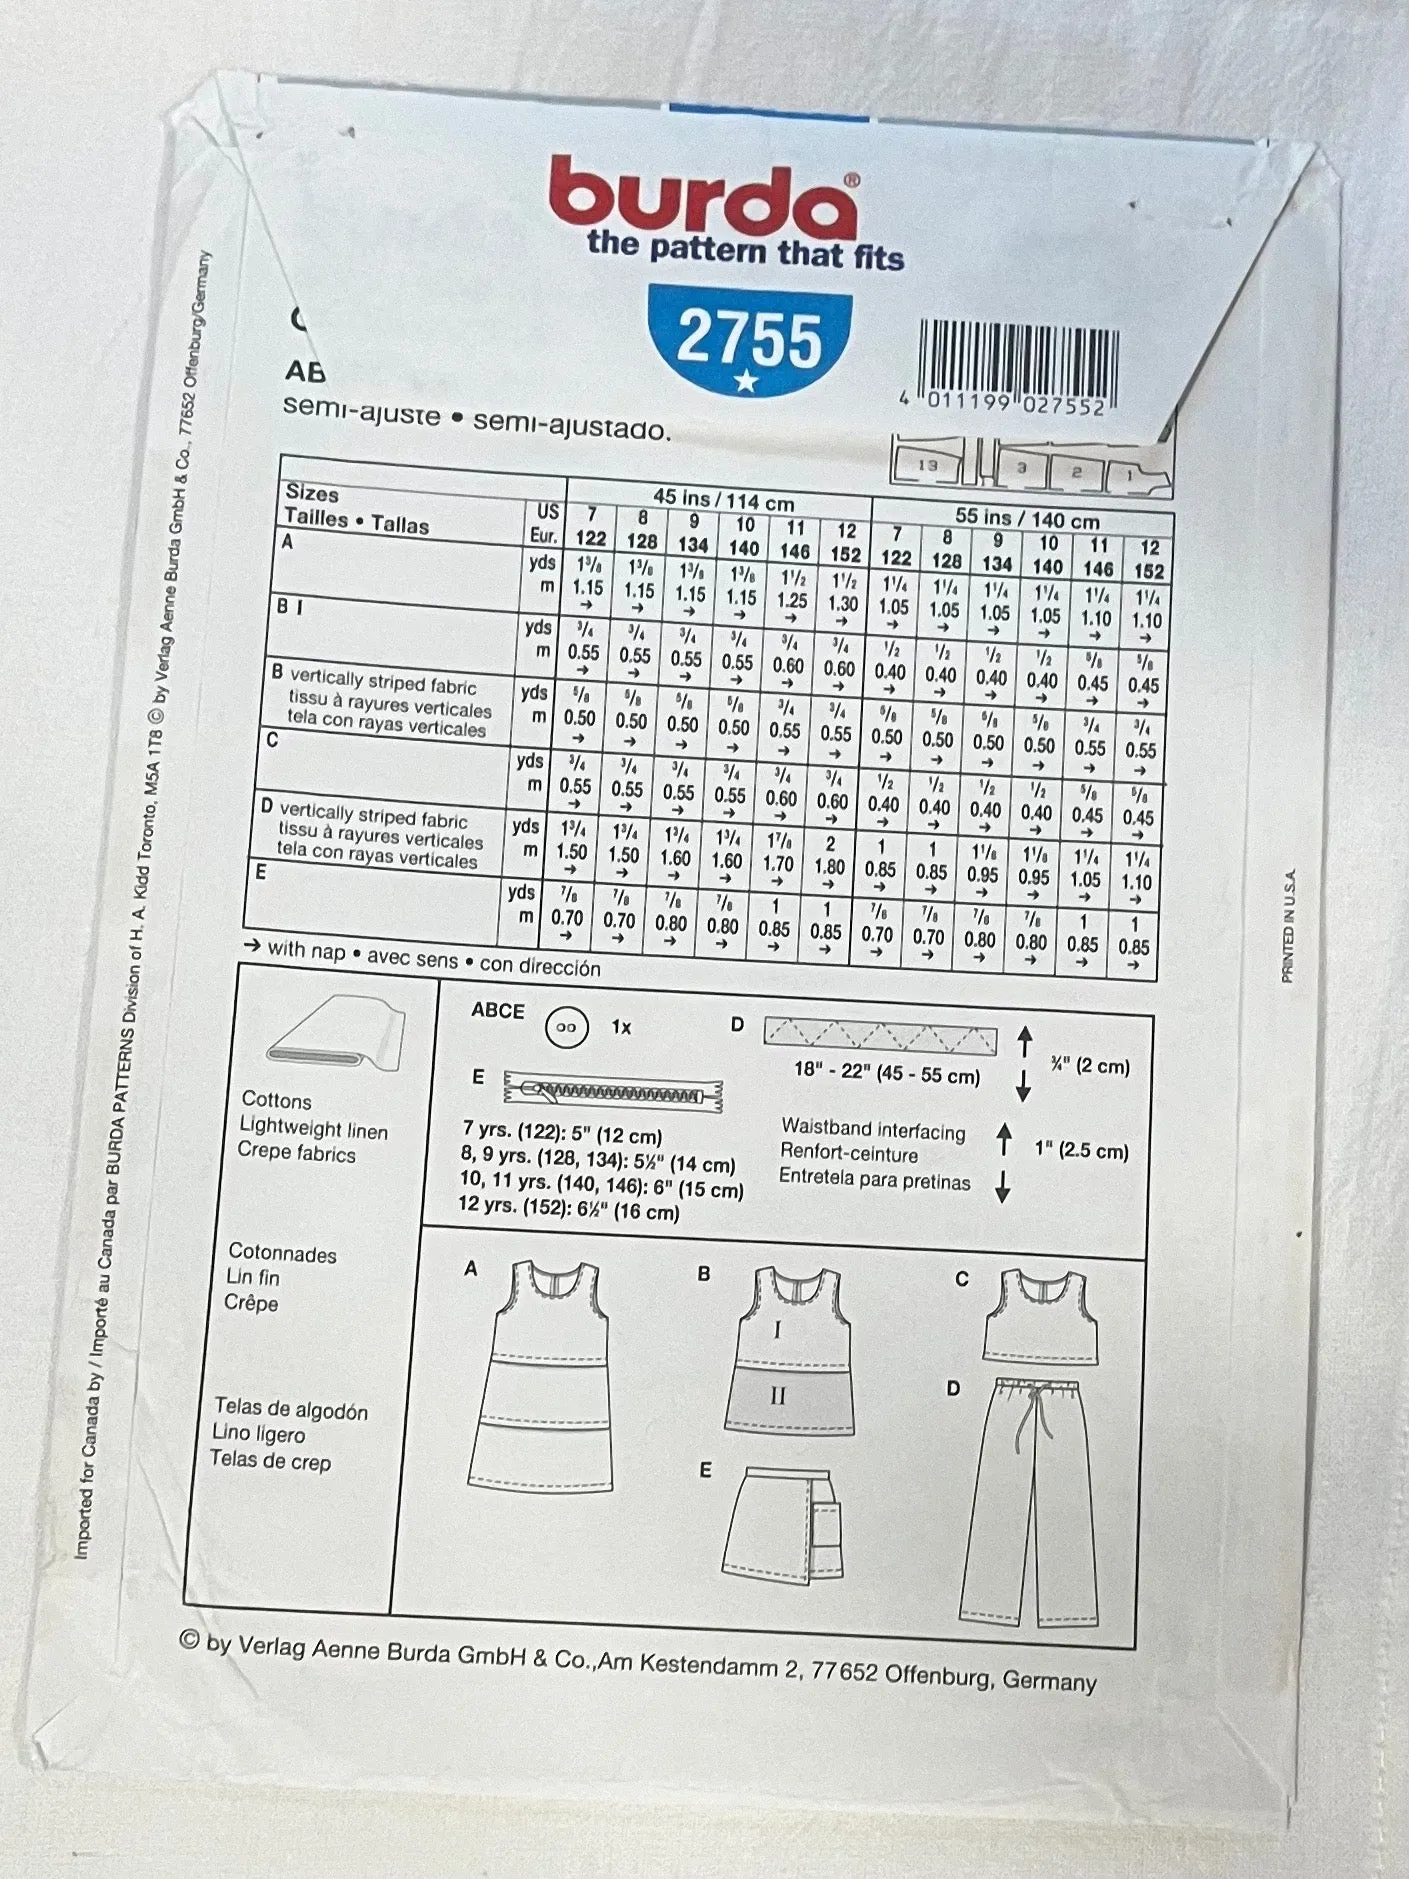 burda®
the pattern that fits
2755
4 011199 027552
AB
semi-ajusté • semi-ajustado.
13 3 2 1
45 ins / 114 cm 55 ins / 140 cm
Sizes US 7 8 9 10 11 12 7 8 9 10 11 12
Tailles • Tallas Eur. 122 128 134 140 146 152 122 128 134 140 146 152
A yds 1³/₈ 1³/₈ 1³/₈ 1³/₈ 1¹/₂ 1¹/₂ 1¹/₄ 1¹/₄ 1¹/₄ 1¹/₄ 1¹/₄ 1¹/₄
m 1.15 1.15 1.15 1.15 1.25 1.30 1.05 1.05 1.05 1.05 1.10 1.10
→ → → → → → → → → → → →
B I yds ³/₄ ³/₄ ³/₄ ³/₄ ³/₄ ³/₄ ¹/₂ ¹/₂ ¹/₂ ¹/₂ ⁵/₈ ⁵/₈
m 0.55 0.55 0.55 0.55 0.60 0.60 0.40 0.40 0.40 0.40 0.45 0.45
→ → → → → → → → → → → →
B vertically striped fabric yds ⁵/₈ ⁵/₈ ⁵/₈ ⁵/₈ ³/₄ ³/₄ ⁵/₈ ⁵/₈ ⁵/₈ ⁵/₈ ³/₄ ³/₄
tissu à rayures verticales m 0.50 0.50 0.50 0.50 0.55 0.55 0.50 0.50 0.50 0.50 0.55 0.55
tela con rayas verticales → → → → → → → → → → → →
C yds ³/₄ ³/₄ ³/₄ ³/₄ ³/₄ ³/₄ ¹/₂ ¹/₂ ¹/₂ ¹/₂ ⁵/₈ ⁵/₈
m 0.55 0.55 0.55 0.55 0.60 0.60 0.40 0.40 0.40 0.40 0.45 0.45
→ → → → → → → → → → → →
D vertically striped fabric yds 1³/₄ 1³/₄ 1³/₄ 1³/₄ 1⁷/₈ 2 1 1 1¹/₈ 1¹/₈ 1¹/₄ 1¹/₄
tissu à rayures verticales m 1.50 1.50 1.60 1.60 1.70 1.80 0.85 0.85 0.95 0.95 1.05 1.10
tela con rayas verticales → → → → → → → → → → → →
E yds ⁷/₈ ⁷/₈ ⁷/₈ ⁷/₈ 1 1 ⁷/₈ ⁷/₈ ⁷/₈ ⁷/₈ 1 1
m 0.70 0.70 0.80 0.80 0.85 0.85 0.70 0.70 0.80 0.80 0.85 0.85
→ → → → → → → → → → → →
→ with nap • avec sens • con dirección
Cottons
Lightweight linen
Crepe fabrics
Cotonnades
Lin fin
Crêpe
Telas de algodón
Lino ligero
Telas de crep
ABCE 1x
E
7 yrs. (122): 5" (12 cm)
8, 9 yrs. (128, 134): 5½" (14 cm)
10, 11 yrs. (140, 146): 6" (15 cm)
12 yrs. (152): 6½" (16 cm)
D
18" - 22" (45 - 55 cm)
¾" (2 cm)
Waistband interfacing
Renfort-ceinture
Entretela para pretinas
1" (2.5 cm)
A
B
I
II
C
D
E
© by Verlag Aenne Burda GmbH & Co.,Am Kestendamm 2, 77652 Offenburg, Germany
Imported for Canada by / Importé au Canada par BURDA PATTERNS Division of H. A. Kidd Toronto, M5A 1T8 © by Verlag Aenne Burda GmbH & Co., 77652 Offenburg/Germany
PRINTED IN U.S.A.